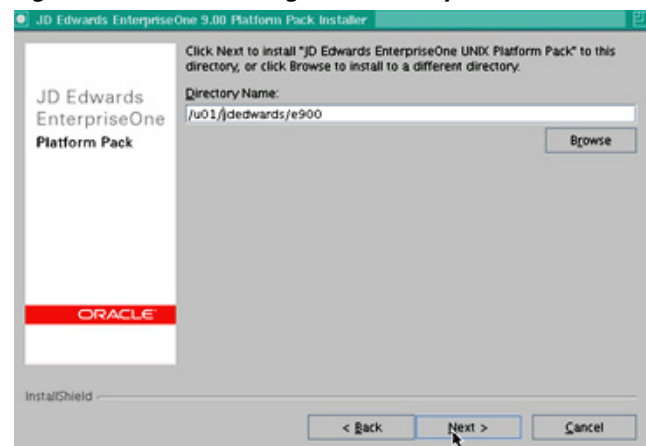 JD Edwards EnterpriseOne 9.00 Platform Pack Installer
Click Next to install "JD Edwards EnterpriseOne UNIX Platform Pack" to this
directory, or click Browse to install to a different directory.
JD Edwards
EnterpriseOne
Platform Pack
Directory Name:
/u01/jdedwards/e900
Browse
ORACLE
InstallShield
< Back
Next >
Cancel